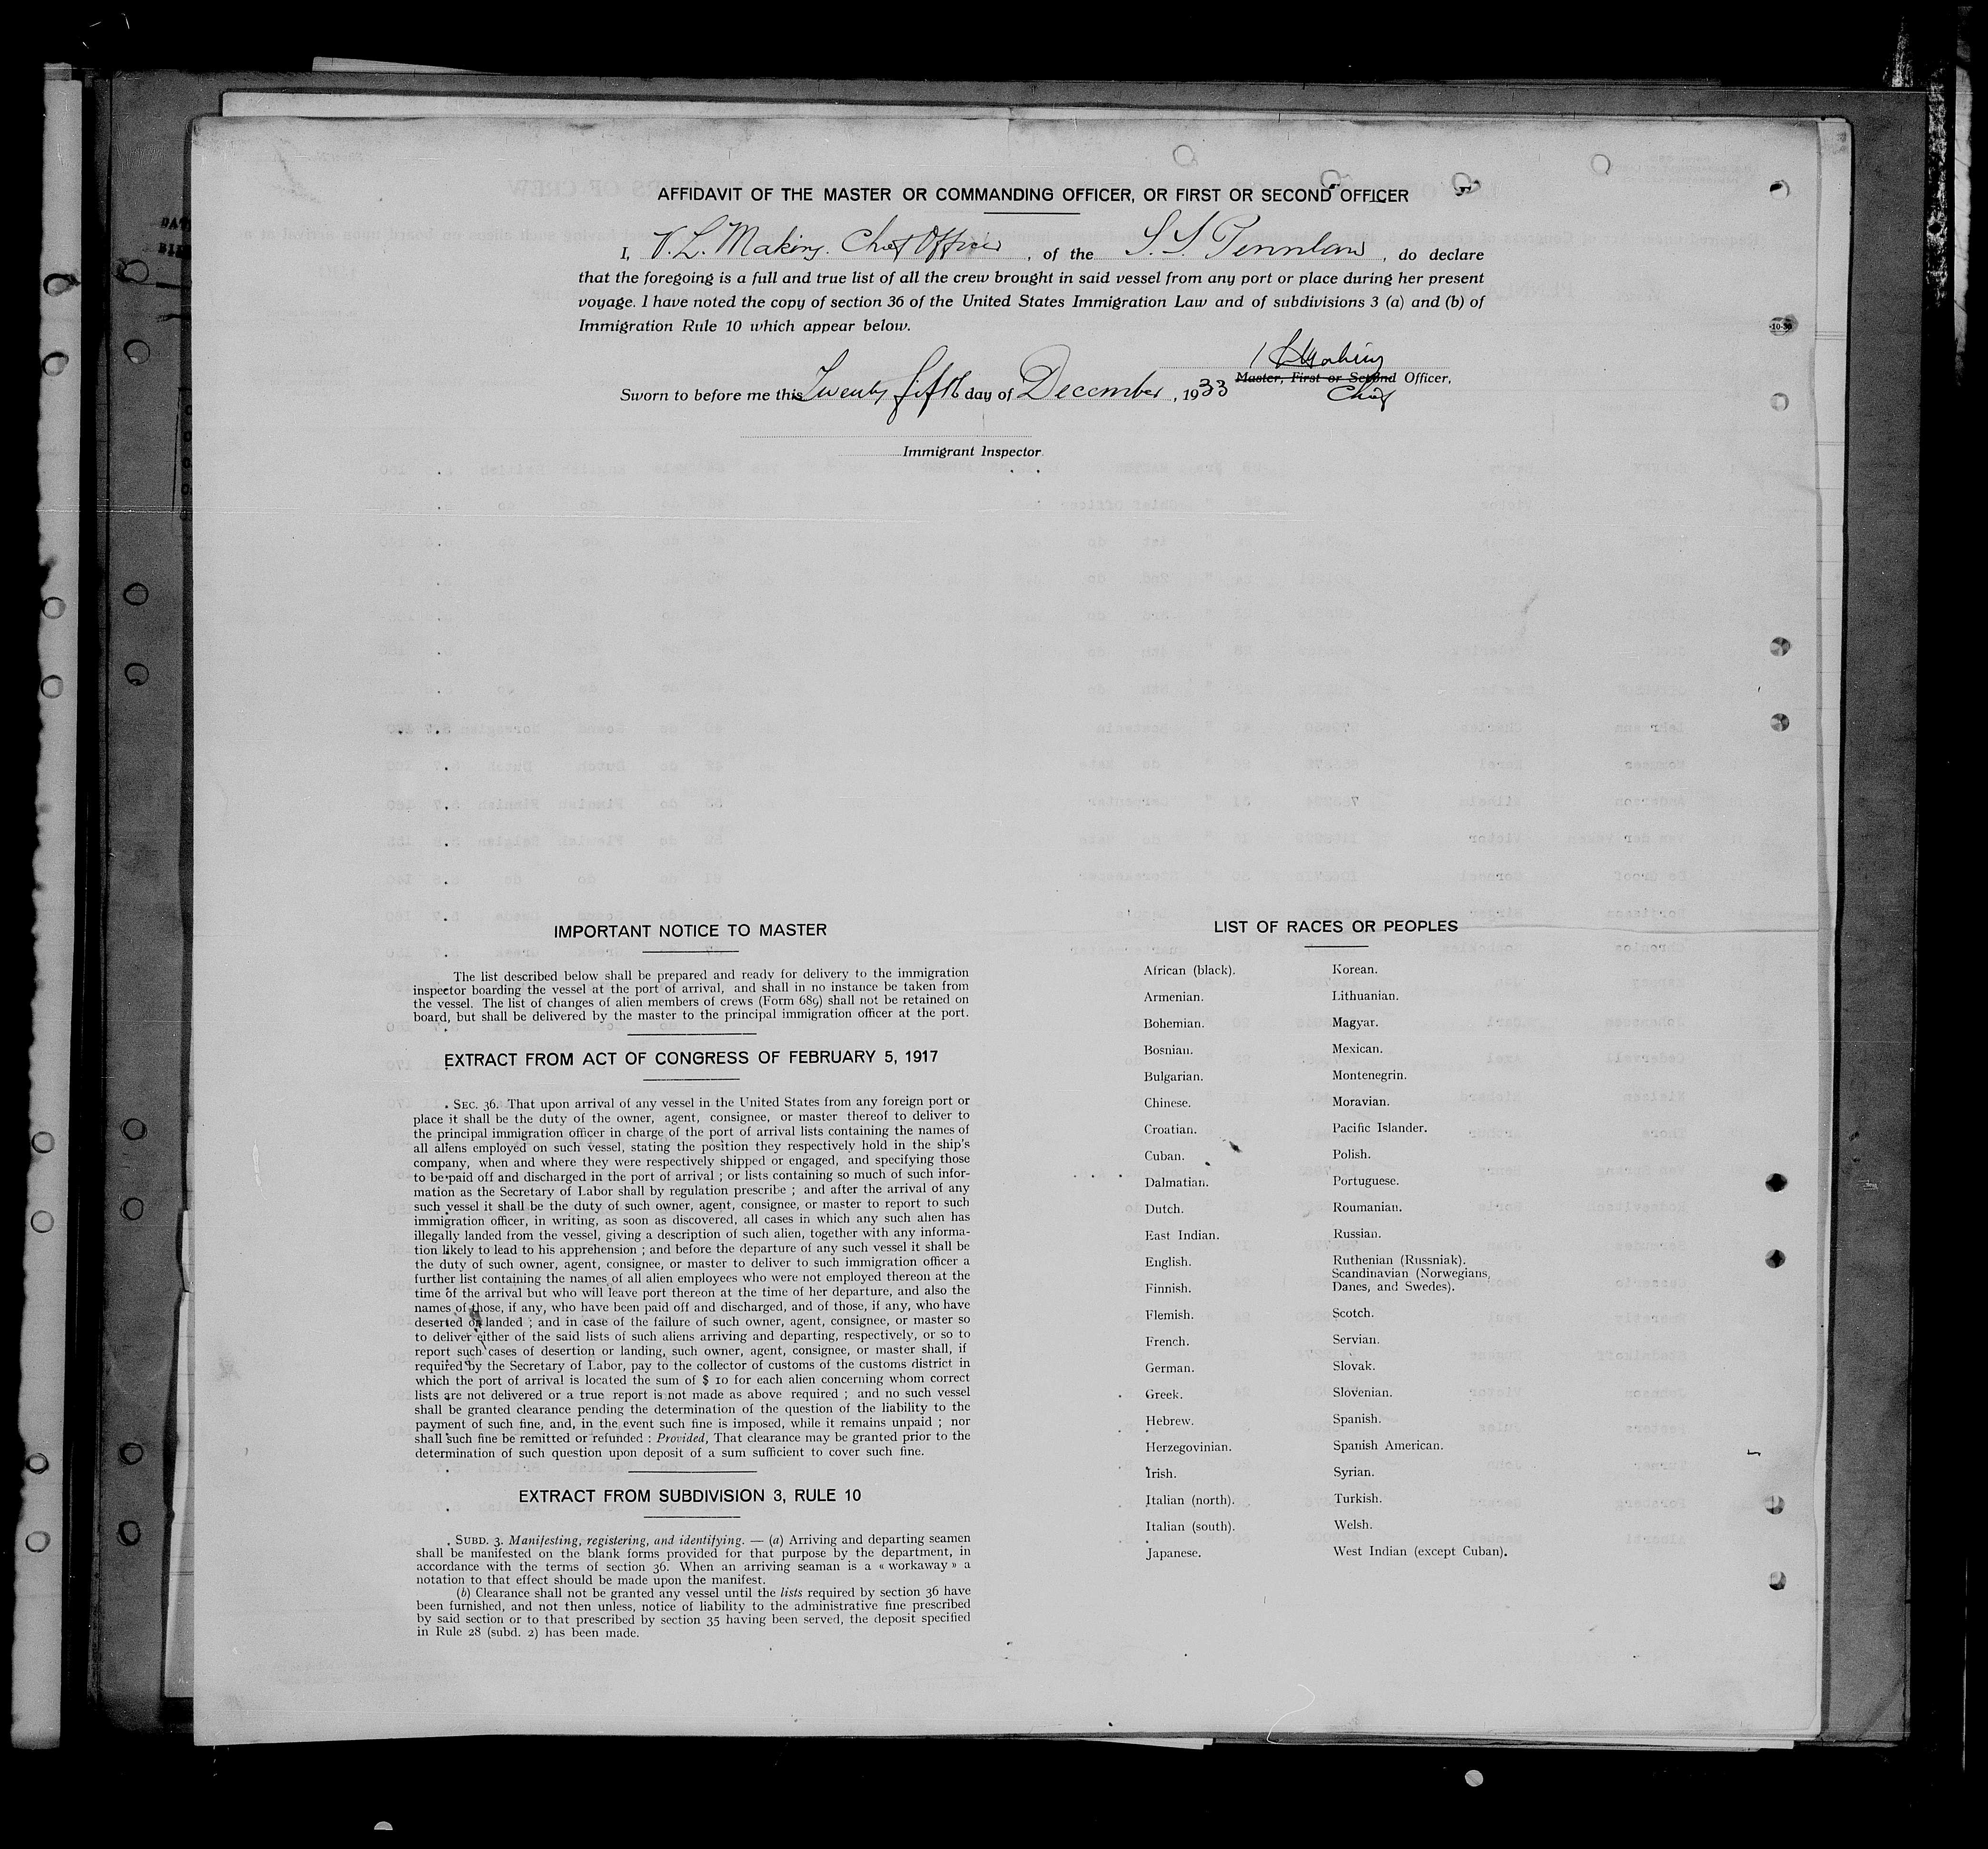 AFFIDAVIT OF THE MASTER OR COMMANDING OFFICER, OR FIRST OR SECOND OFFICER
I, V. L. Making. Chief Officer, of the S. S. Pennland, do declare
that the foregoing is a full and true list of all the crew brought in said vessel from any port or place during her present
voyage. I have noted the copy of section 36 of the United States Immigration Law and of subdivisions 3 (a) and (b) of
Immigration Rule 10 which appear below.
V L Making
Master, First or Second Officer,
Sworn to before me this Twenty fifth day of December, 1933
Chief
Immigrant Inspector
IMPORTANT NOTICE TO MASTER
The list described below shall be prepared and ready for delivery to the immigration
inspector boarding the vessel at the port of arrival, and shall in no instance be taken from
the vessel. The list of changes of alien members of crews (Form 689) shall not be retained on
board, but shall be delivered by the master to the principal immigration officer at the port.
EXTRACT FROM ACT OF CONGRESS OF FEBRUARY 5, 1917
SEC. 36. That upon arrival of any vessel in the United States from any foreign port or
place it shall be the duty of the owner, agent, consignee, or master thereof to deliver to
the principal immigration officer in charge of the port of arrival lists containing the names of
all aliens employed on such vessel, stating the position they respectively hold in the ship's
company, when and where they were respectively shipped or engaged, and specifying those
to be paid off and discharged in the port of arrival ; or lists containing so much of such infor-
mation as the Secretary of Labor shall by regulation prescribe ; and after the arrival of any
such vessel it shall be the duty of such owner, agent, consignee, or master to report to such
immigration officer, in writing, as soon as discovered, all cases in which any such alien has
illegally landed from the vessel, giving a description of such alien, together with any informa-
tion likely to lead to his apprehension ; and before the departure of any such vessel it shall be
the duty of such owner, agent, consignee, or master to deliver to such immigration officer a
further list containing the names of all alien employees who were not employed thereon at the
time of the arrival but who will leave port thereon at the time of her departure, and also the
names of those, if any, who have been paid off and discharged, and of those, if any, who have
deserted or landed ; and in case of the failure of such owner, agent, consignee, or master so
to deliver either of the said lists of such aliens arriving and departing, respectively, or so to
report such cases of desertion or landing, such owner, agent, consignee, or master shall, if
required by the Secretary of Labor, pay to the collector of customs of the customs district in
which the port of arrival is located the sum of $ 10 for each alien concerning whom correct
lists are not delivered or a true report is not made as above required ; and no such vessel
shall be granted clearance pending the determination of the question of the liability to the
payment of such fine, and, in the event such fine is imposed, while it remains unpaid ; nor
shall such fine be remitted or refunded : Provided, That clearance may be granted prior to the
determination of such question upon deposit of a sum sufficient to cover such fine.
EXTRACT FROM SUBDIVISION 3, RULE 10
SUBD. 3. Manifesting, registering, and identifying. — (a) Arriving and departing seamen
shall be manifested on the blank forms provided for that purpose by the department, in
accordance with the terms of section 36. When an arriving seaman is a « workaway » a
notation to that effect should be made upon the manifest.
(b) Clearance shall not be granted any vessel until the lists required by section 36 have
been furnished, and not then unless, notice of liability to the administrative fine prescribed
by said section or to that prescribed by section 35 having been served, the deposit specified
in Rule 28 (subd. 2) has been made.
LIST OF RACES OR PEOPLES
African (black).
Armenian.
Bohemian.
Bosnian.
Bulgarian.
Chinese.
Croatian.
Cuban.
Dalmatian.
Dutch.
East Indian.
English.
Finnish.
Flemish.
French.
German.
Greek.
Hebrew.
Herzegovinian.
Irish.
Italian (north).
Italian (south).
Japanese.
Korean.
Lithuanian.
Magyar.
Mexican.
Montenegrin.
Moravian.
Pacific Islander.
Polish.
Portuguese.
Roumanian.
Russian.
Ruthenian (Russniak).
Scandinavian (Norwegians,
Danes, and Swedes).
Scotch.
Servian.
Slovak.
Slovenian.
Spanish.
Spanish American.
Syrian.
Turkish.
Welsh.
West Indian (except Cuban).